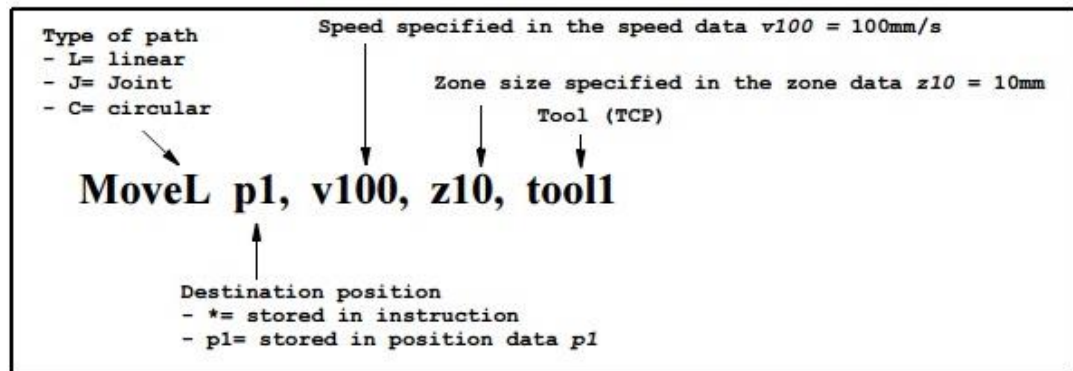 Type of path
- L= linear
- J= Joint
- C= circular
Speed specified in the speed data v100 = 100mm/s
Zone size specified in the zone data z10 = 10mm
Tool (TCP)
MoveL p1, v100, z10, tool1
Destination position
- *= stored in instruction
- p1= stored in position data p1